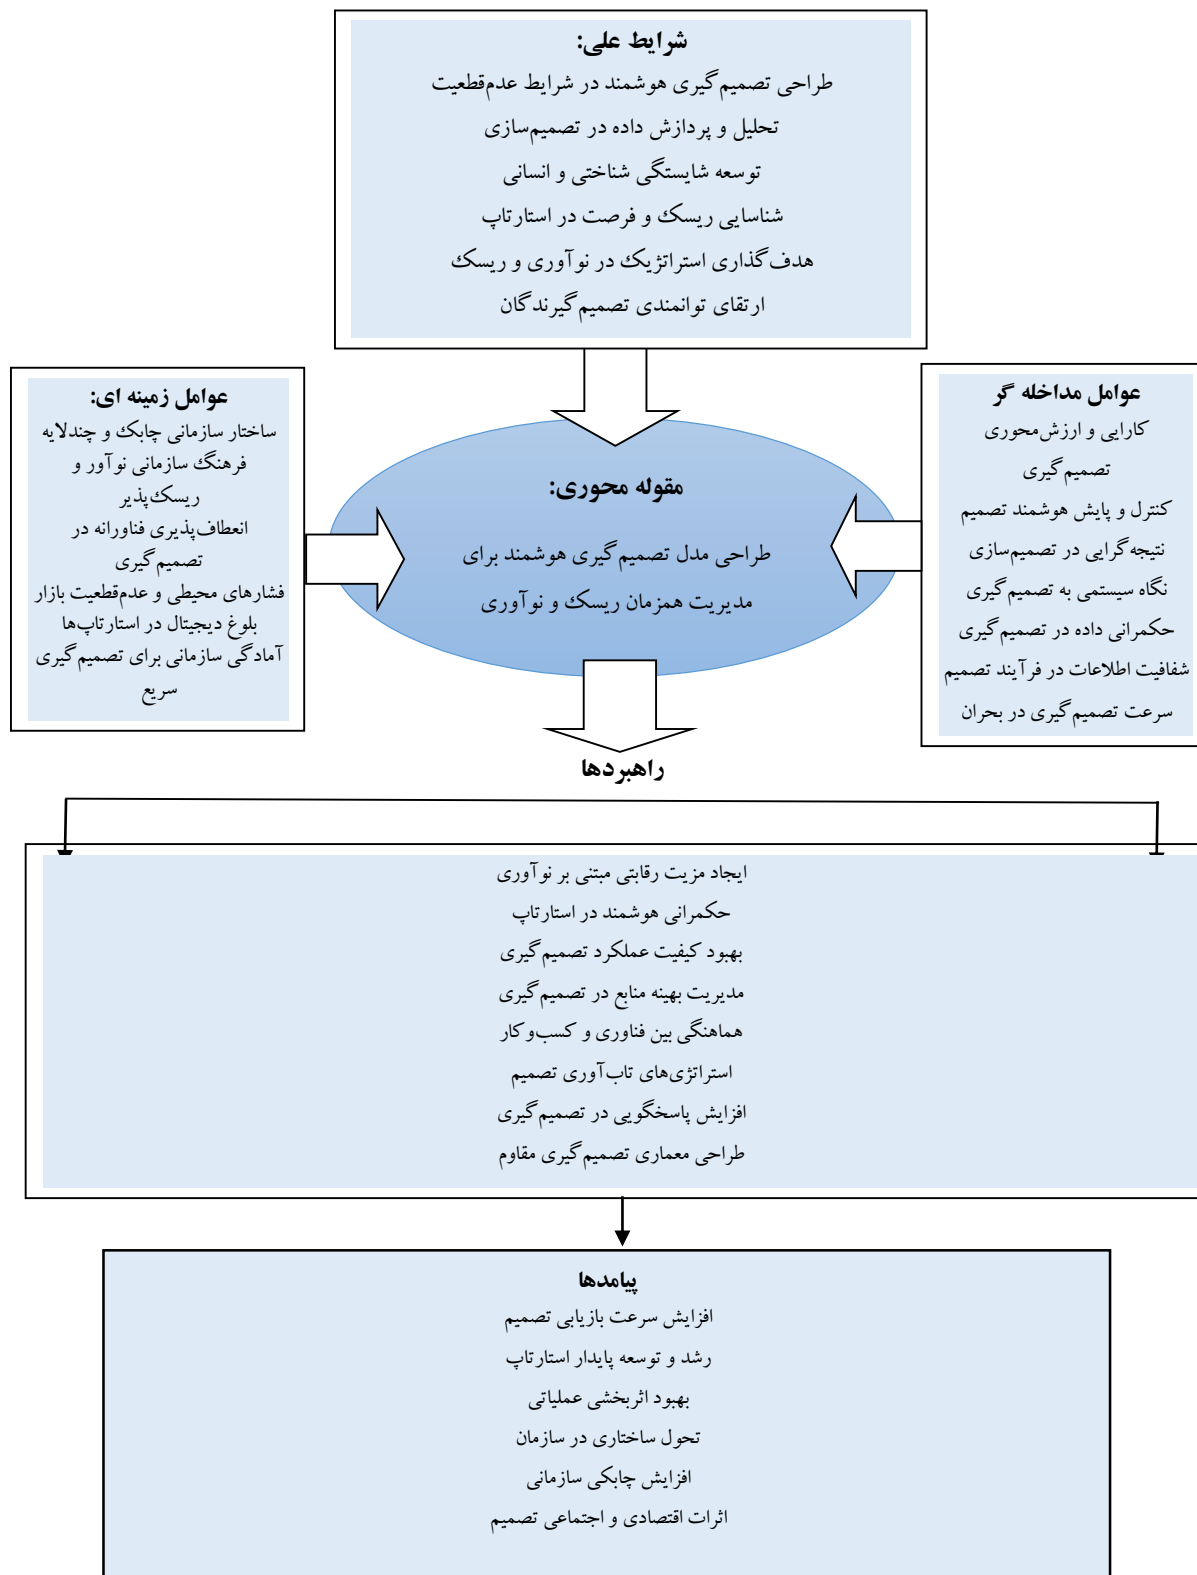 شرایط علی:
طراحی تصمیم‌گیری هوشمند در شرایط عدم‌قطعیت
تحلیل و پردازش داده در تصمیم‌سازی
توسعه شایستگی شناختی و انسانی
شناسایی ریسک و فرصت در استارتاپ
هدف‌گذاری استراتژیک در نوآوری و ریسک
ارتقای توانمندی تصمیم‌گیرندگان
عوامل مداخله گر
کارایی و ارزش‌محوری
تصمیم‌گیری
کنترل و پایش هوشمند تصمیم
نتیجه‌گرایی در تصمیم‌سازی
نگاه سیستمی به تصمیم‌گیری
حکمرانی داده در تصمیم‌گیری
شفافیت اطلاعات در فرآیند تصمیم
سرعت تصمیم‌گیری در بحران
مقوله محوری:
طراحی مدل تصمیم‌گیری هوشمند برای
مدیریت همزمان ریسک و نوآوری
عوامل زمینه ای:
ساختار سازمانی چابک و چندلایه
فرهنگ سازمانی نوآور و
ریسک‌پذیر
انعطاف‌پذیری فناورانه در
تصمیم‌گیری
فشارهای محیطی و عدم‌قطعیت بازار
بلوغ دیجیتال در استارتاپ‌ها
آمادگی سازمانی برای تصمیم‌گیری
سریع
راهبردها
ایجاد مزیت رقابتی مبتنی بر نوآوری
حکمرانی هوشمند در استارتاپ
بهبود کیفیت عملکرد تصمیم‌گیری
مدیریت بهینه منابع در تصمیم‌گیری
هماهنگی بین فناوری و کسب‌وکار
استراتژی‌های تاب‌آوری تصمیم
افزایش پاسخگویی در تصمیم‌گیری
طراحی معماری تصمیم‌گیری مقاوم
پیامدها
افزایش سرعت بازیابی تصمیم
رشد و توسعه پایدار استارتاپ
بهبود اثربخشی عملیاتی
تحول ساختاری در سازمان
افزایش چابکی سازمانی
اثرات اقتصادی و اجتماعی تصمیم